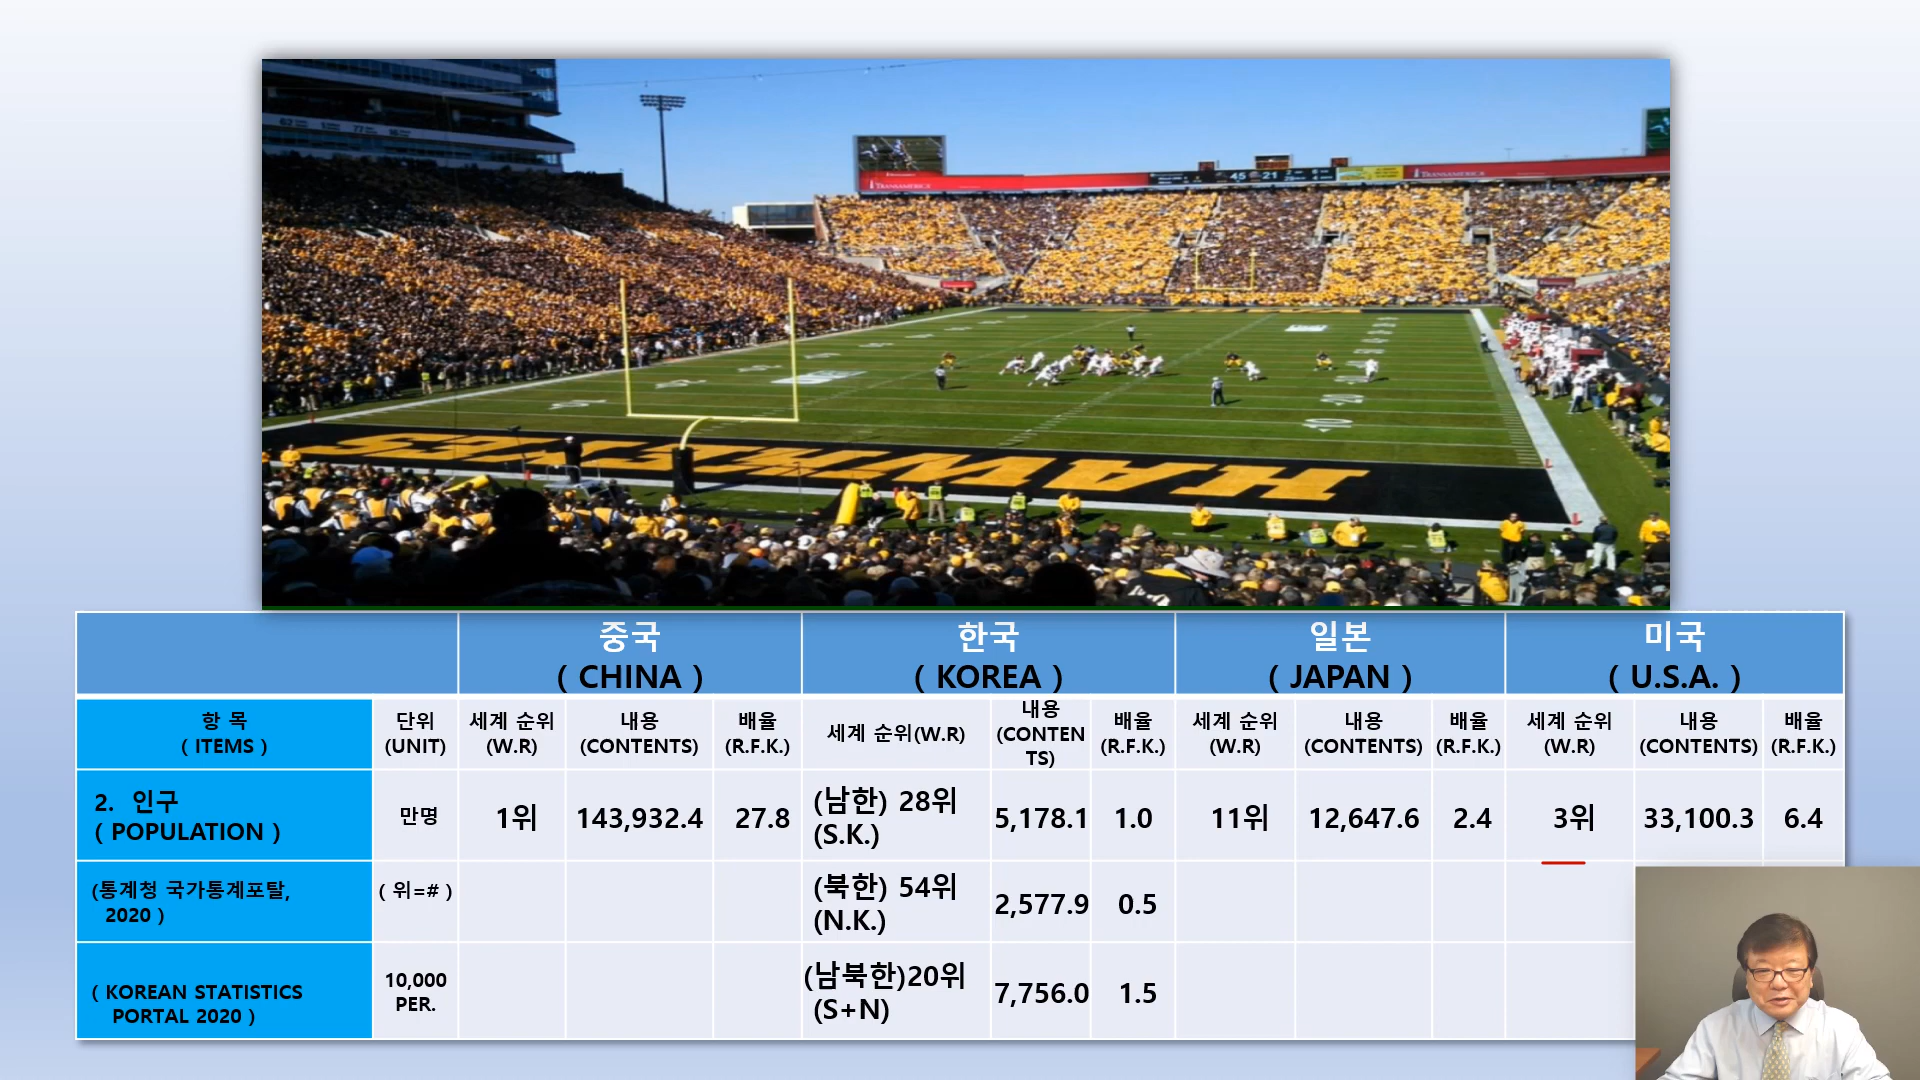 TRANSAMERICA
45 21
TRANSAMERICA
HAWKEYES
중국
( CHINA )
한국
( KOREA )
일본
( JAPAN )
미국
( U.S.A. )
항 목
( ITEMS )
단위
(UNIT)
세계 순위
(W.R)
내용
(CONTENTS)
배율
(R.F.K.)
세계 순위(W.R)
내용
(CONTEN
TS)
배율
(R.F.K.)
세계 순위
(W.R)
내용
(CONTENTS)
배율
(R.F.K.)
세계 순위
(W.R)
내용
(CONTENTS)
배율
(R.F.K.)
2. 인구
( POPULATION )
만명
1위
143,932.4
27.8
(남한) 28위
(S.K.)
5,178.1
1.0
11위
12,647.6
2.4
3위
33,100.3
6.4
(통계청 국가통계포탈,
2020 )
( 위=# )
(북한) 54위
(N.K.)
2,577.9
0.5
( KOREAN STATISTICS
PORTAL 2020 )
10,000
PER.
(남북한)20위
(S+N)
7,756.0
1.5